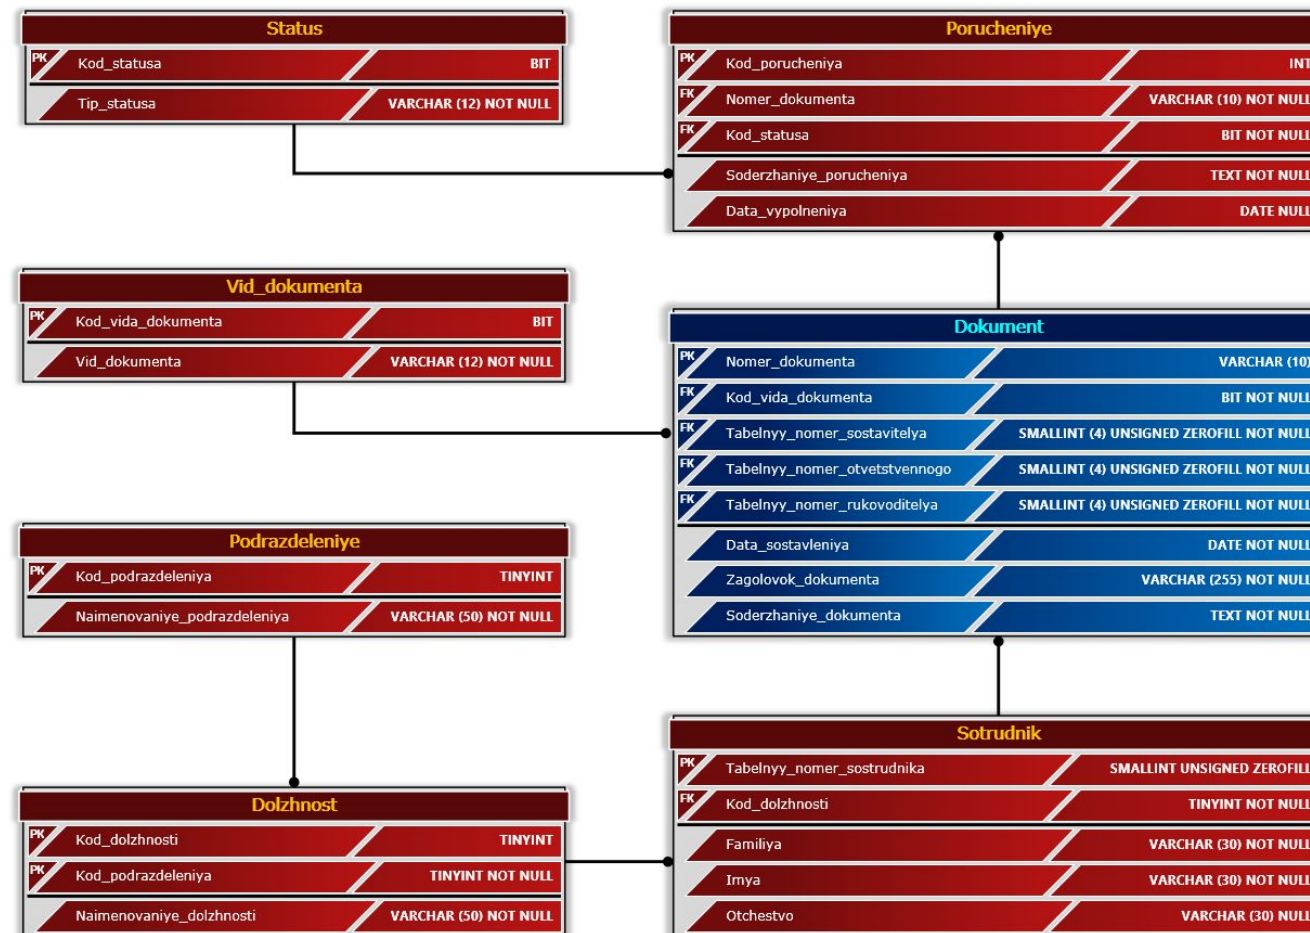 Status
PK Kod_statusa BIT
Tip_statusa VARCHAR (12) NOT NULL
Porucheniye
PK Kod_porucheniya INT
FK Nomer_dokumenta VARCHAR (10) NOT NULL
FK Kod_statusa BIT NOT NULL
Soderzhaniye_porucheniya TEXT NOT NULL
Data_vypolneniya DATE NULL
Vid_dokumenta
PK Kod_vida_dokumenta BIT
Vid_dokumenta VARCHAR (12) NOT NULL
Dokument
PK Nomer_dokumenta VARCHAR (10)
FK Kod_vida_dokumenta BIT NOT NULL
FK Tabelnyy_nomer_sostavitelya SMALLINT (4) UNSIGNED ZEROFILL NOT NULL
FK Tabelnyy_nomer_otvetstvennogo SMALLINT (4) UNSIGNED ZEROFILL NOT NULL
FK Tabelnyy_nomer_rukovoditelya SMALLINT (4) UNSIGNED ZEROFILL NOT NULL
Data_sostavleniya DATE NOT NULL
Zagolovok_dokumenta VARCHAR (255) NOT NULL
Soderzhaniye_dokumenta TEXT NOT NULL
Podrazdeleniye
PK Kod_podrazdeleniya TINYINT
Naimenovaniye_podrazdeleniya VARCHAR (50) NOT NULL
Dolzhnost
PK Kod_dolzhnosti TINYINT
PK Kod_podrazdeleniya TINYINT NOT NULL
Naimenovaniye_dolzhnosti VARCHAR (50) NOT NULL
Sotrudnik
PK Tabelnyy_nomer_sostrudnika SMALLINT UNSIGNED ZEROFILL
FK Kod_dolzhnosti TINYINT NOT NULL
Familiya VARCHAR (30) NOT NULL
Imya VARCHAR (30) NOT NULL
Otchestvo VARCHAR (30) NULL